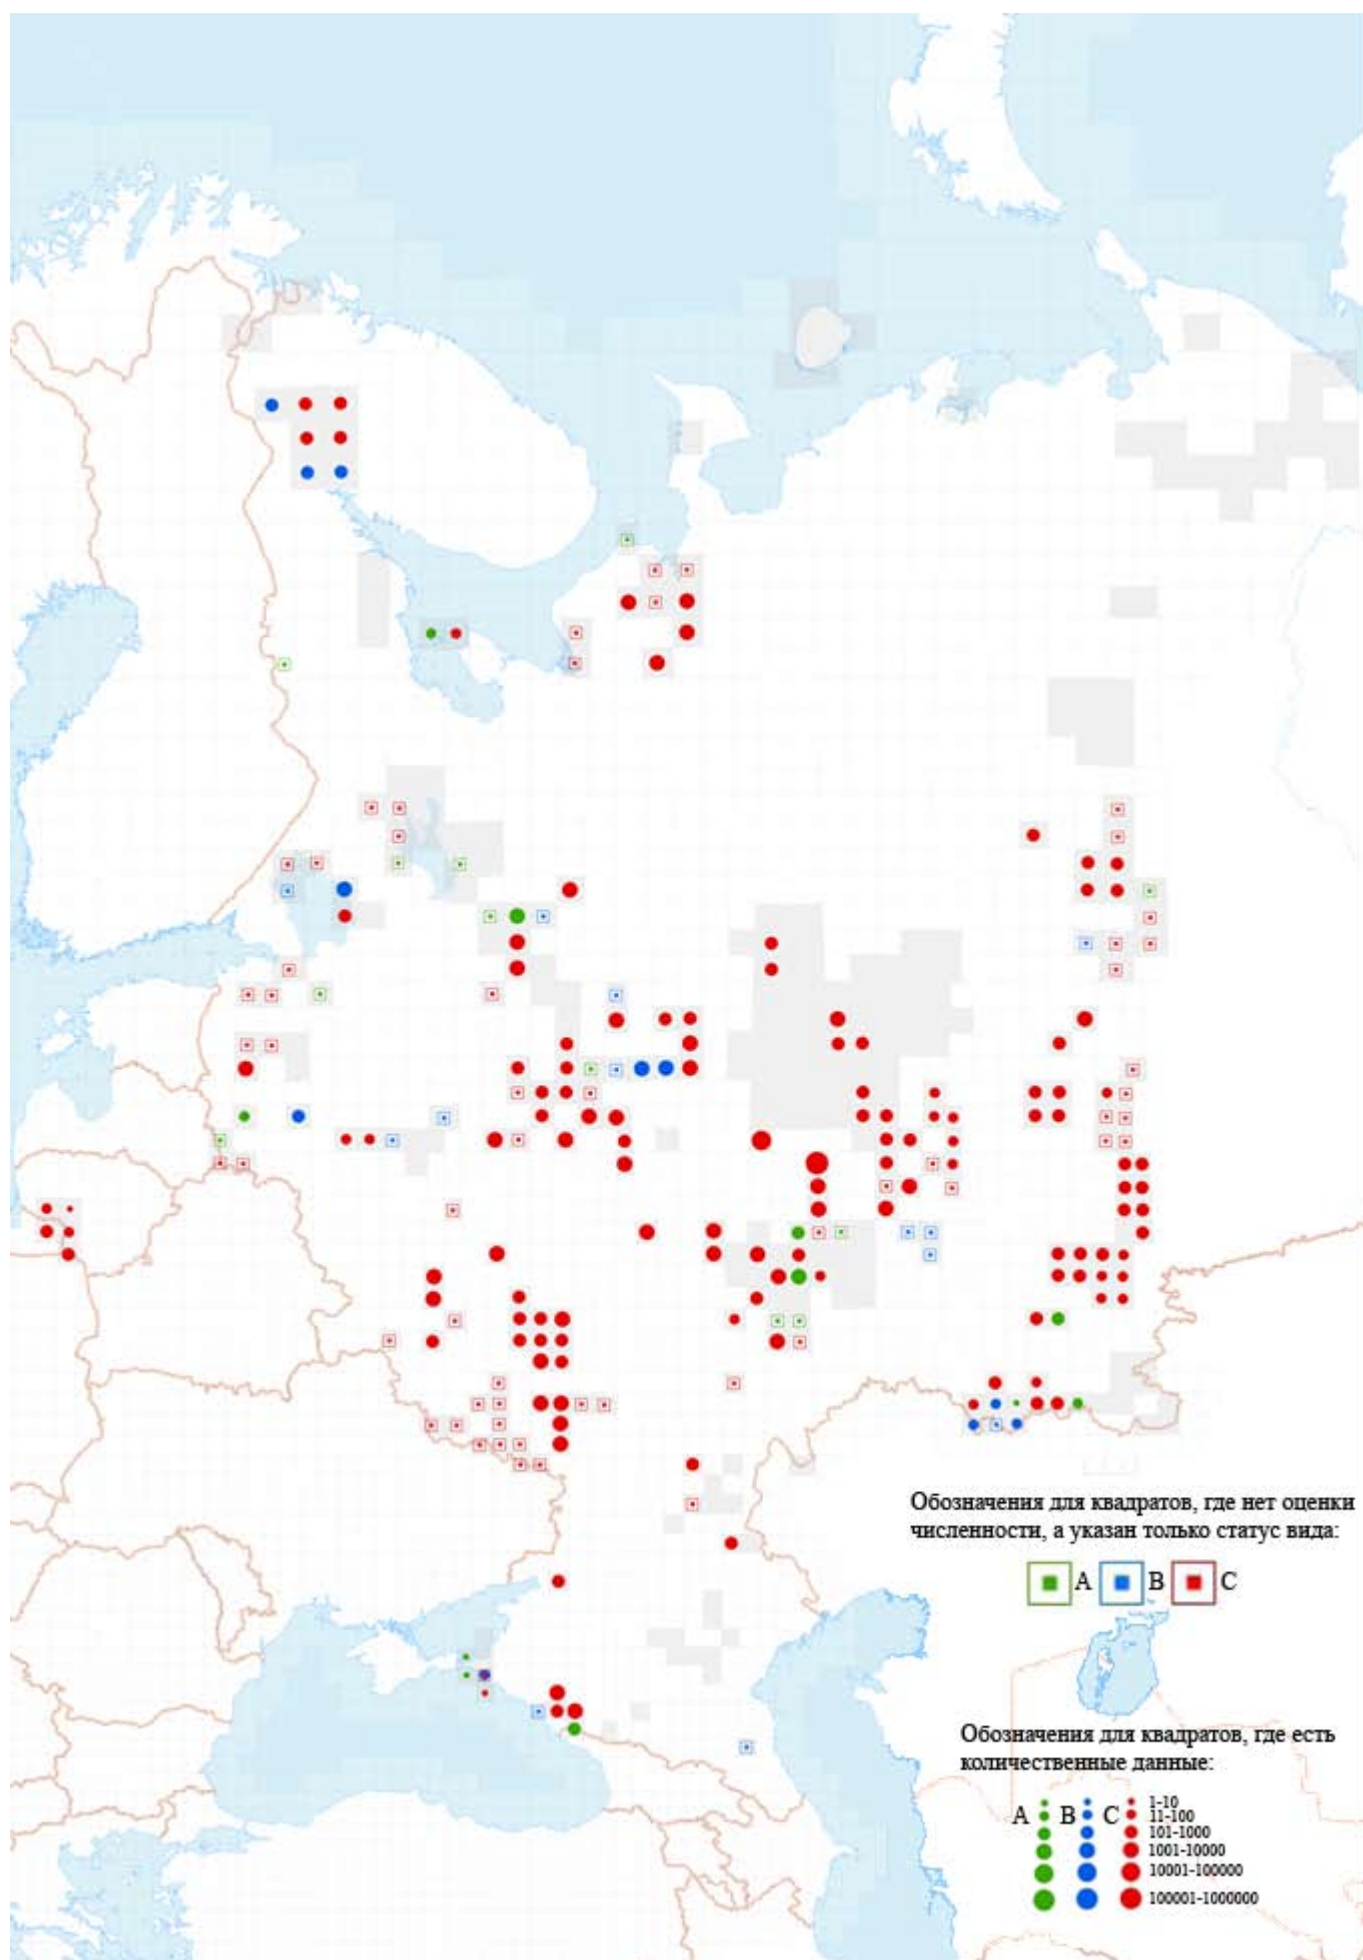 Обозначения для квадратов, где нет оценки
численности, а указан только статус вида:
A B C
Обозначения для квадратов, где есть
количественные данные:
A B C
1-10
11-100
101-1000
1001-10000
10001-100000
100001-1000000